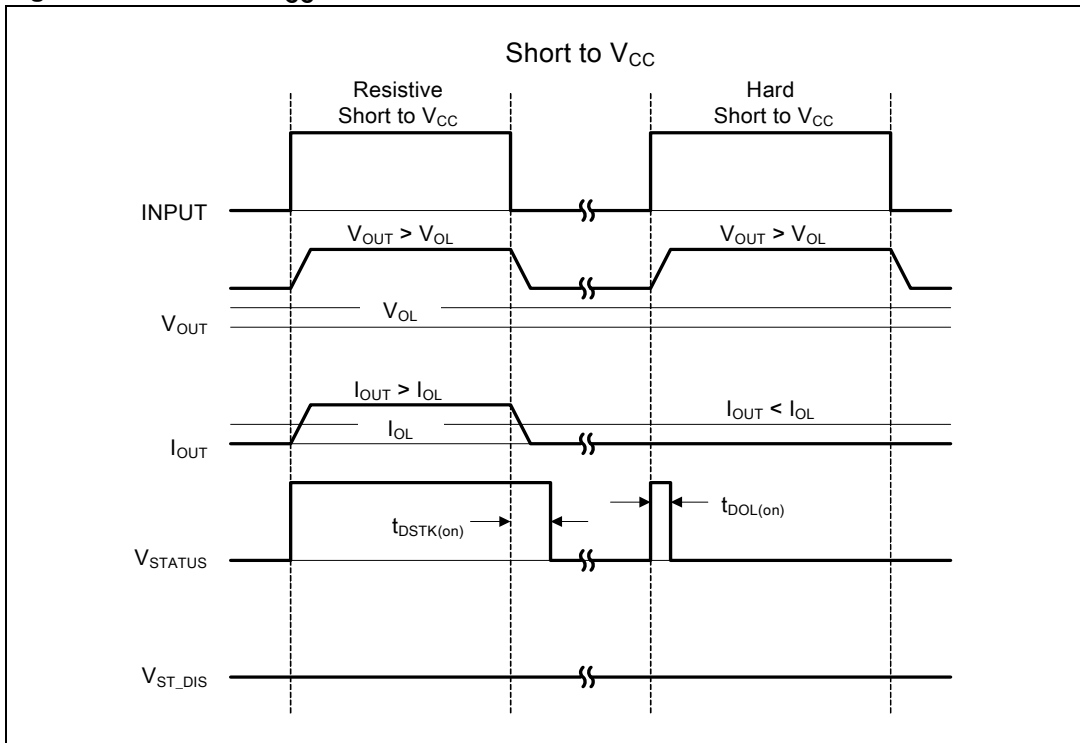 Short to VCC
Resistive
Short to VCC
Hard
Short to VCC
INPUT
VOUT > VOL
VOUT > VOL
VOL
VOUT
IOUT > IOL
IOUT < IOL
IOL
IOUT
tDSTK(on)
tDOL(on)
VSTATUS
VST_DIS